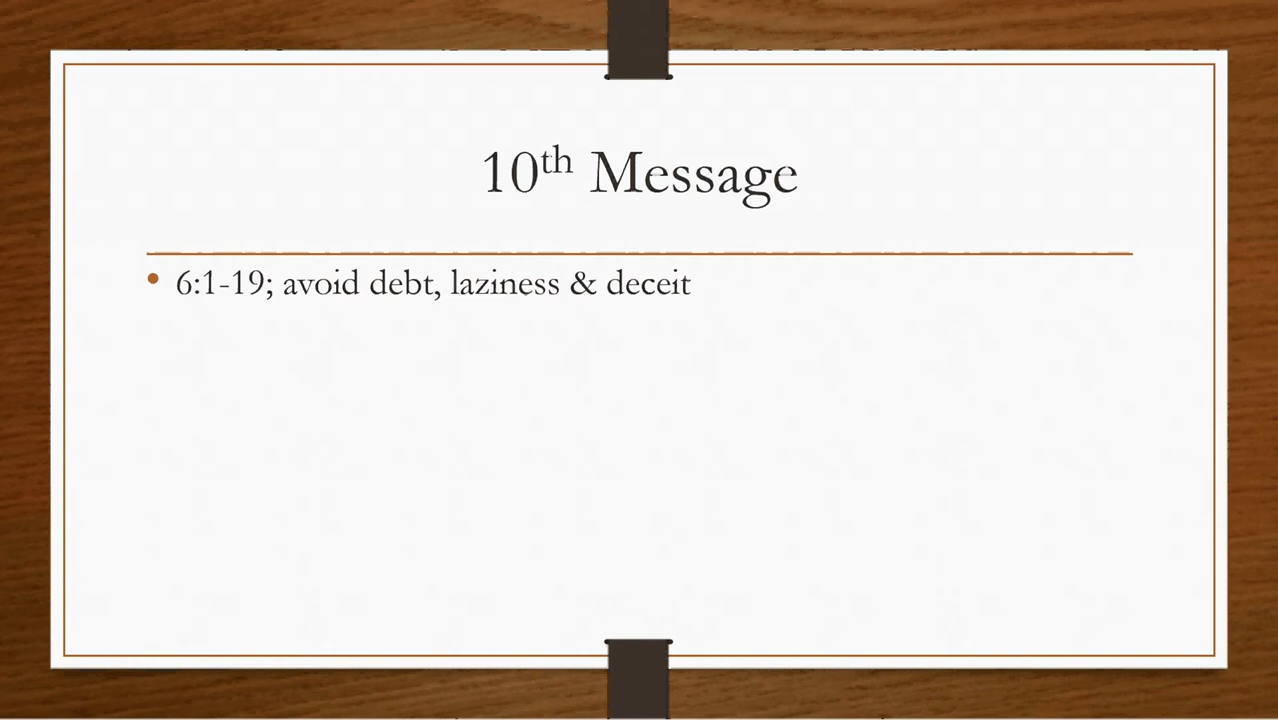 10th Message
6:1-19; avoid debt, laziness & deceit